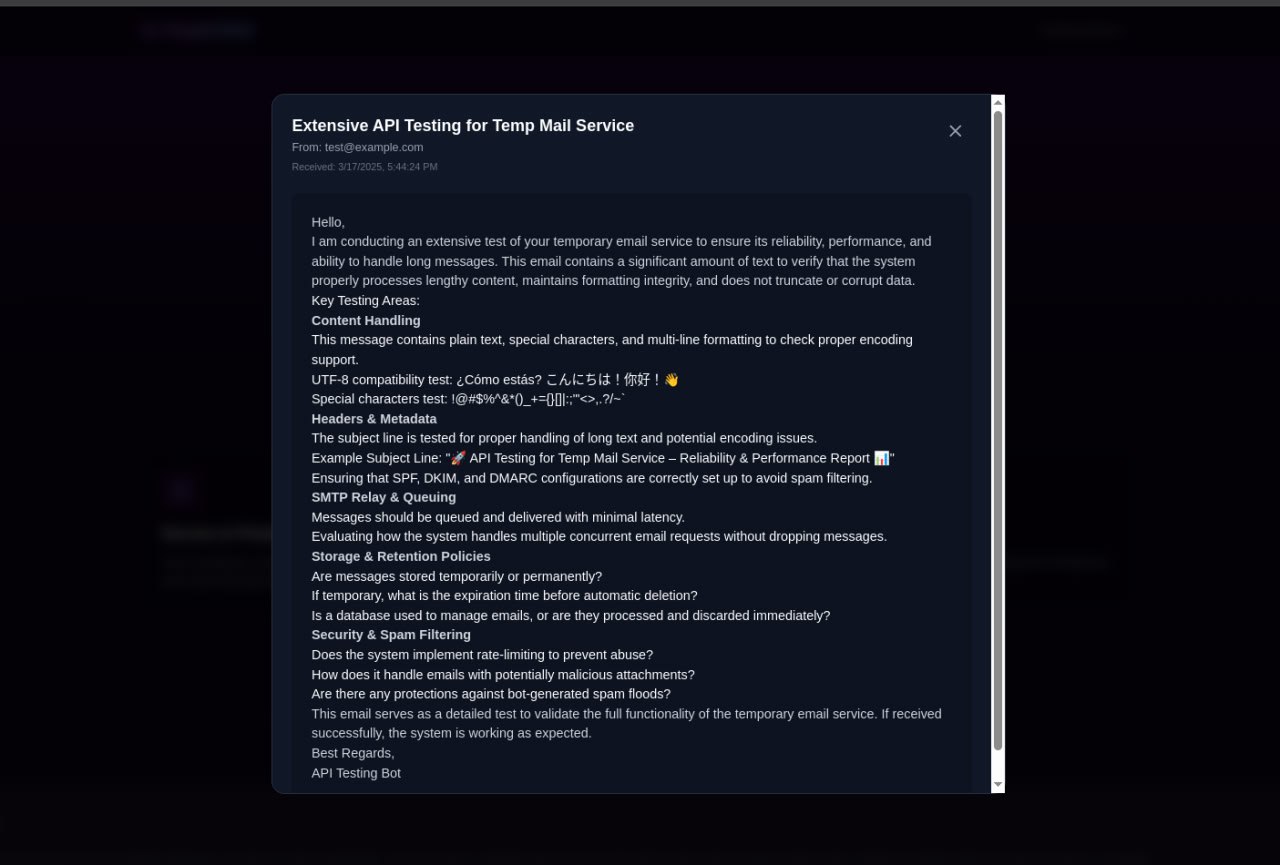 Extensive API Testing for Temp Mail Service
From: test@example.com
Received: 3/17/2025, 5:44:24 PM
Hello,
I am conducting an extensive test of your temporary email service to ensure its reliability, performance, and
ability to handle long messages. This email contains a significant amount of text to verify that the system
properly processes lengthy content, maintains formatting integrity, and does not truncate or corrupt data.
Key Testing Areas:
Content Handling
This message contains plain text, special characters, and multi-line formatting to check proper encoding
support.
UTF-8 compatibility test: ¿Cómo estás? こんにちは！你好！👋
Special characters test: !@#$%^&*()_+={}[]|:;'"<>,.?/~`
Headers & Metadata
The subject line is tested for proper handling of long text and potential encoding issues.
Example Subject Line: "🚀 API Testing for Temp Mail Service – Reliability & Performance Report 📊"
Ensuring that SPF, DKIM, and DMARC configurations are correctly set up to avoid spam filtering.
SMTP Relay & Queuing
Messages should be queued and delivered with minimal latency.
Evaluating how the system handles multiple concurrent email requests without dropping messages.
Storage & Retention Policies
Are messages stored temporarily or permanently?
If temporary, what is the expiration time before automatic deletion?
Is a database used to manage emails, or are they processed and discarded immediately?
Security & Spam Filtering
Does the system implement rate-limiting to prevent abuse?
How does it handle emails with potentially malicious attachments?
Are there any protections against bot-generated spam floods?
This email serves as a detailed test to validate the full functionality of the temporary email service. If received
successfully, the system is working as expected.
Best Regards,
API Testing Bot